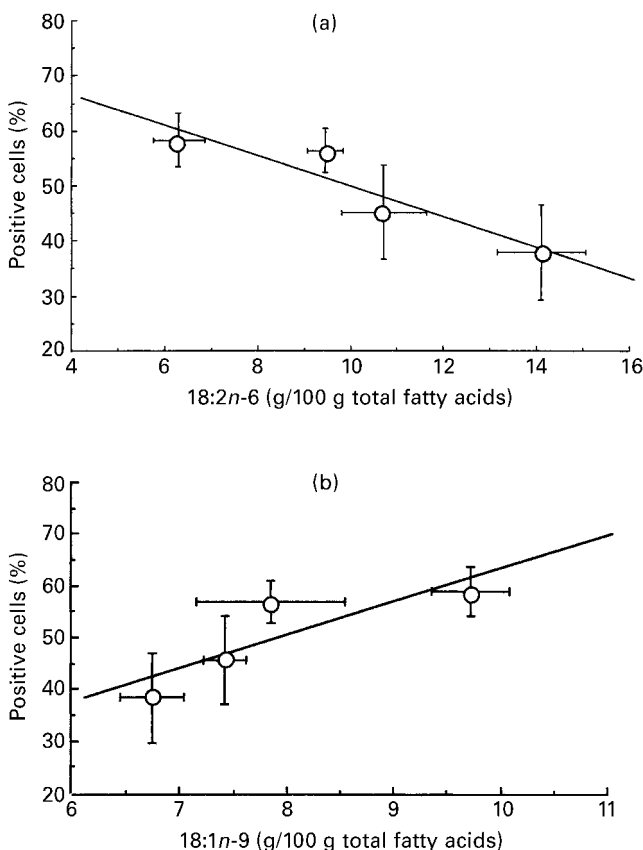 (a)
Positive cells (%)
80
70
60
50
40
30
20
4 6 8 10 12 14 16
18:2n-6 (g/100 g total fatty acids)
(b)
Positive cells (%)
80
70
60
50
40
30
20
6 7 8 9 10 11
18:1n-9 (g/100 g total fatty acids)